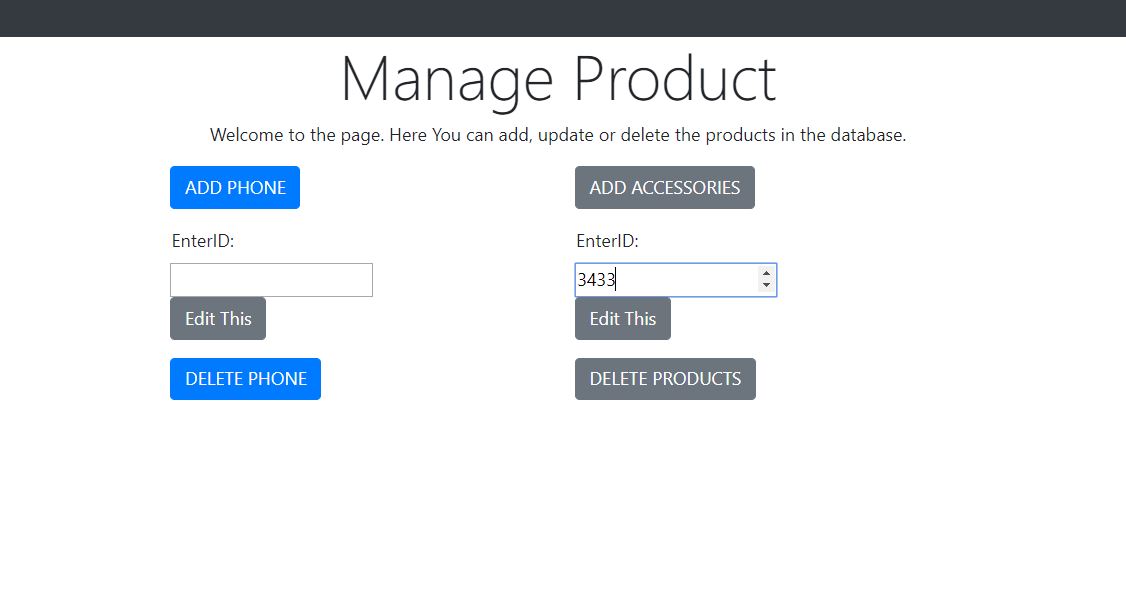 Manage Product
Welcome to the page. Here You can add, update or delete the products in the database.
ADD PHONE
ADD ACCESSORIES
EnterID:
EnterID:
3433
Edit This
Edit This
DELETE PHONE
DELETE PRODUCTS